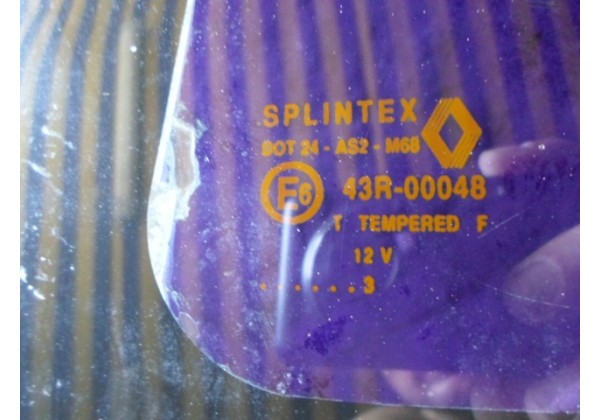 SPLINTEX
DOT 24 - AS2 - M68
E6 43R-00048
T TEMPERED F
12 V
. . . . . . 3